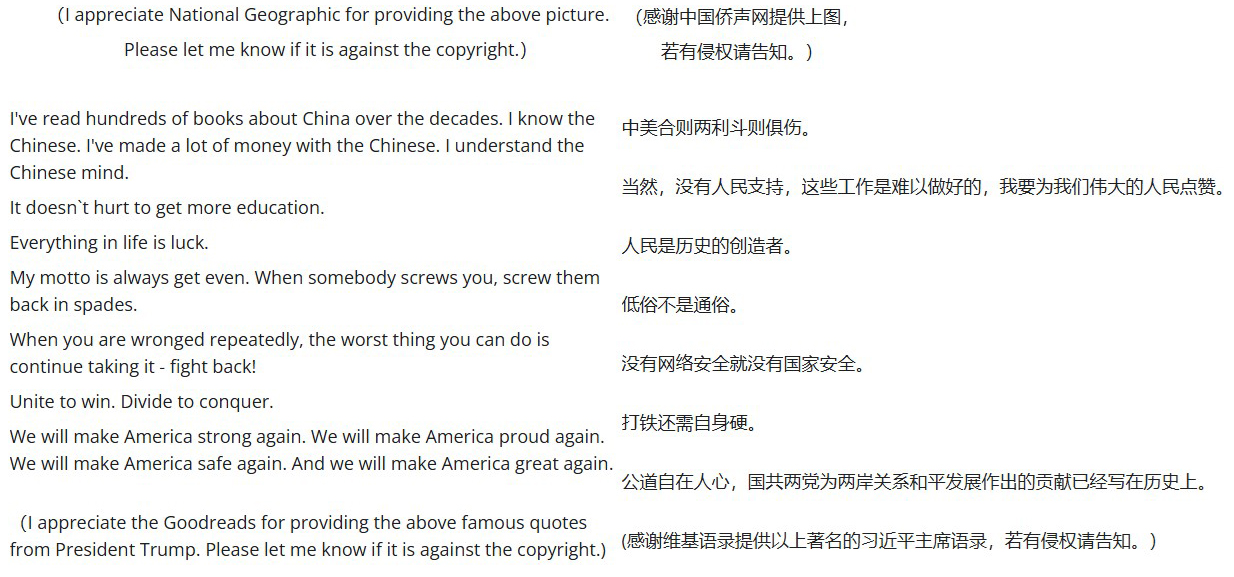 (I appreciate National Geographic for providing the above picture.
Please let me know if it is against the copyright.)
I've read hundreds of books about China over the decades. I know the
Chinese. I've made a lot of money with the Chinese. I understand the
Chinese mind.
It doesn`t hurt to get more education.
Everything in life is luck.
My motto is always get even. When somebody screws you, screw them
back in spades.
When you are wronged repeatedly, the worst thing you can do is
continue taking it - fight back!
Unite to win. Divide to conquer.
We will make America strong again. We will make America proud again.
We will make America safe again. And we will make America great again.
(I appreciate the Goodreads for providing the above famous quotes
from President Trump. Please let me know if it is against the copyright.)
(感谢中国侨声网提供上图，
若有侵权请告知。)
中美合则两利斗则俱伤。
当然，没有人民支持，这些工作是难以做好的，我要为我们伟大的人民点赞。
人民是历史的创造者。
低俗不是通俗。
没有网络安全就没有国家安全。
打铁还需自身硬。
公道自在人心，国共两党为两岸关系和平发展作出的贡献已经写在历史上。
(感谢维基语录提供以上著名的习近平主席语录，若有侵权请告知。)